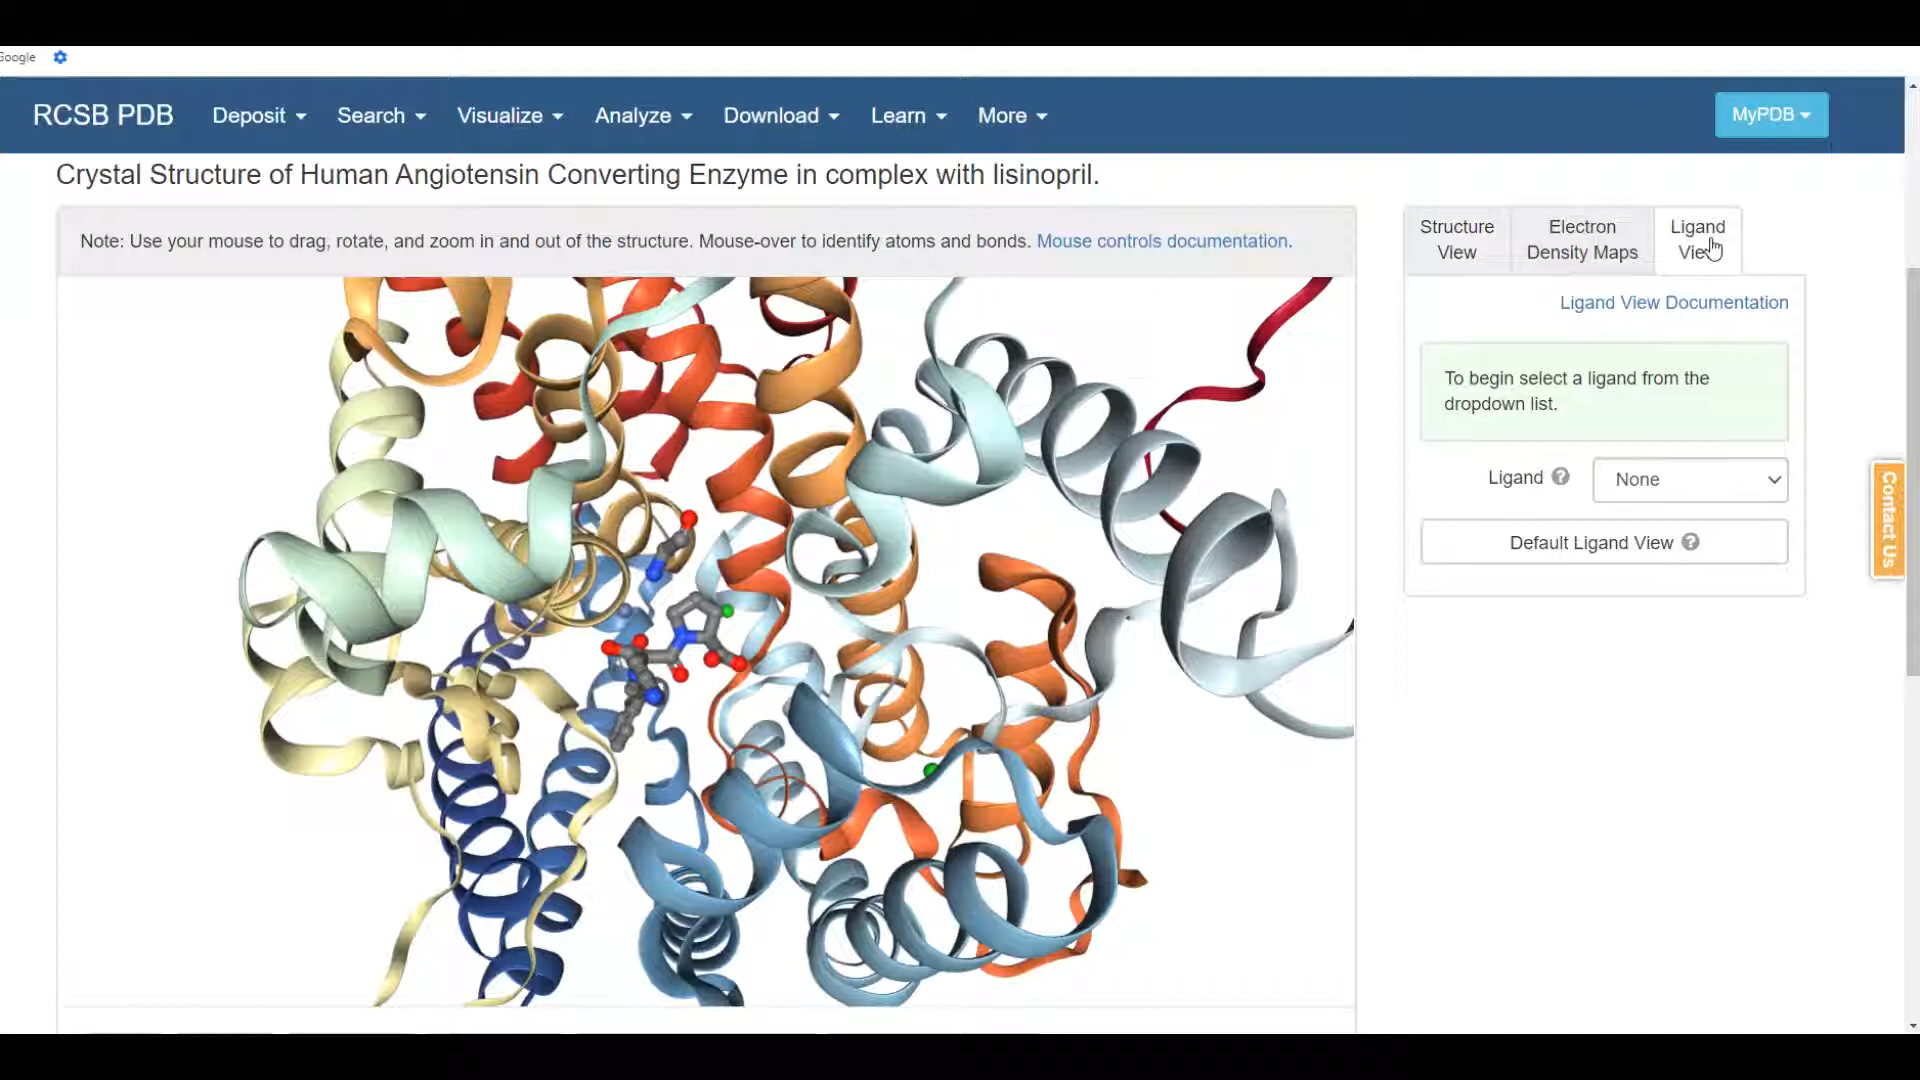 Google
RCSB PDB Deposit Search Visualize Analyze Download Learn More MyPDB
Crystal Structure of Human Angiotensin Converting Enzyme in complex with lisinopril.
Note: Use your mouse to drag, rotate, and zoom in and out of the structure. Mouse-over to identify atoms and bonds. Mouse controls documentation.
Structure
View
Electron
Density Maps
Ligand
View
Ligand View Documentation
To begin select a ligand from the
dropdown list.
Ligand ? None
Default Ligand View ?
Contact Us